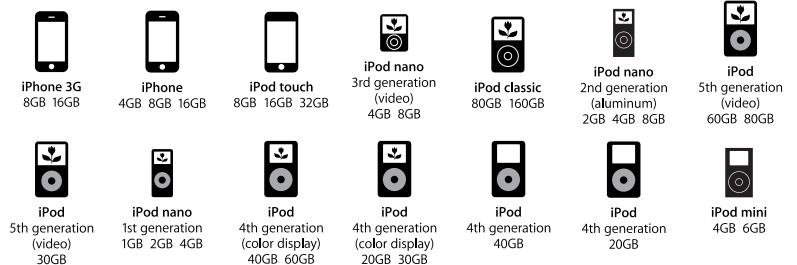 iPhone 3G
8GB 16GB
iPhone
4GB 8GB 16GB
iPod touch
8GB 16GB 32GB
iPod nano
3rd generation
(video)
4GB 8GB
iPod classic
80GB 160GB
iPod nano
2nd generation
(aluminum)
2GB 4GB 8GB
iPod
5th generation
(video)
60GB 80GB
iPod
5th generation
(video)
30GB
iPod nano
1st generation
1GB 2GB 4GB
iPod
4th generation
(color display)
40GB 60GB
iPod
4th generation
(color display)
20GB 30GB
iPod
4th generation
40GB
iPod
4th generation
20GB
iPod mini
4GB 6GB